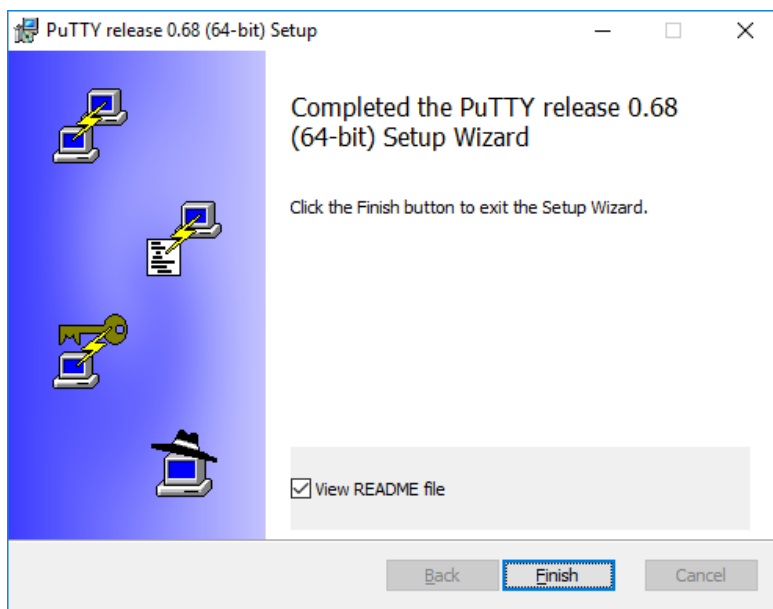 PuTTY release 0.68 (64-bit) Setup
Completed the PuTTY release 0.68
(64-bit) Setup Wizard
Click the Finish button to exit the Setup Wizard.
View README file
Back
Finish
Cancel